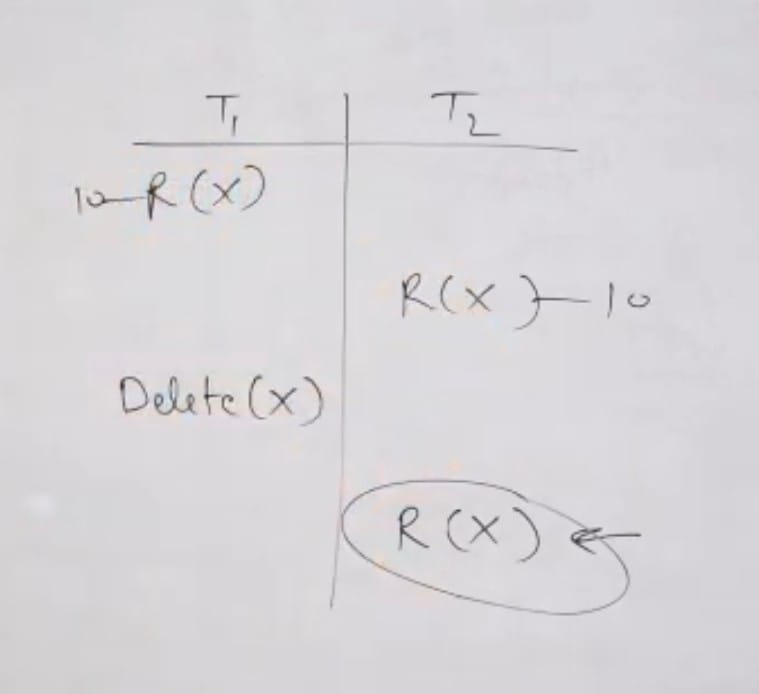 T1 T2
10 R(X)
R(X) 10
Delete(X)
R(X)